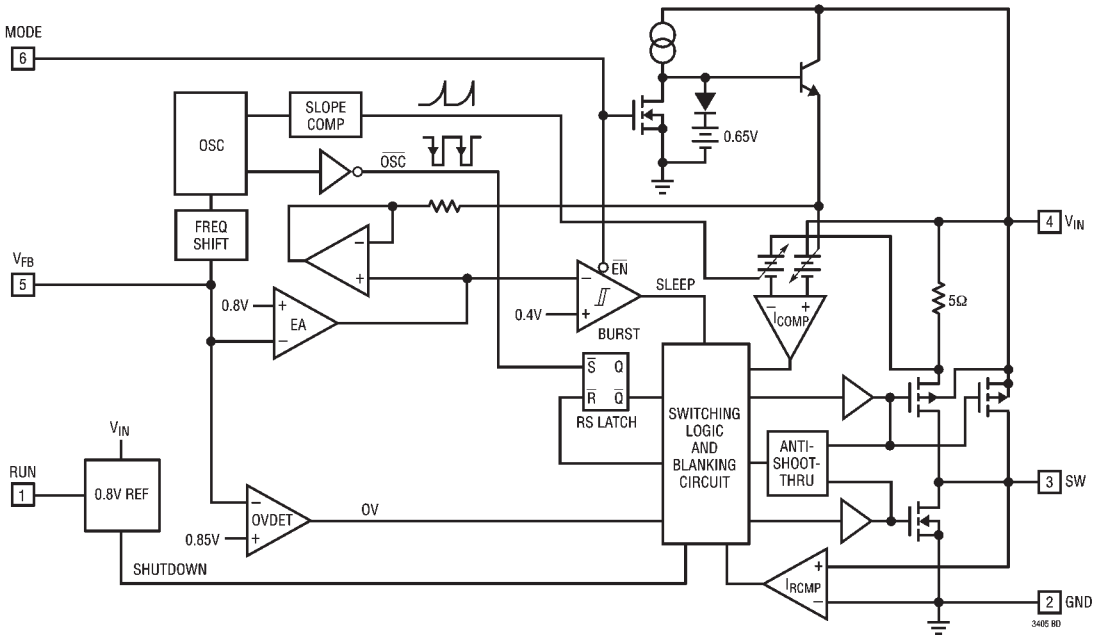 MODE
6
SLOPE
COMP
OSC
OSC
0.65V
FREQ
SHIFT
4
VIN
VFB
5
−
+
EN
−
+
0.4V
SLEEP
BURST
− +
ICOMP
5Ω
0.8V
+
−
EA
S Q
R Q
RS LATCH
SWITCHING
LOGIC
AND
BLANKING
CIRCUIT
ANTI-
SHOOT-
THRU
VIN
RUN
1
0.8V REF
3
SW
−
+
OVDET
0.85V
OV
SHUTDOWN
+
−
IRCMP
2
GND
3405 BD